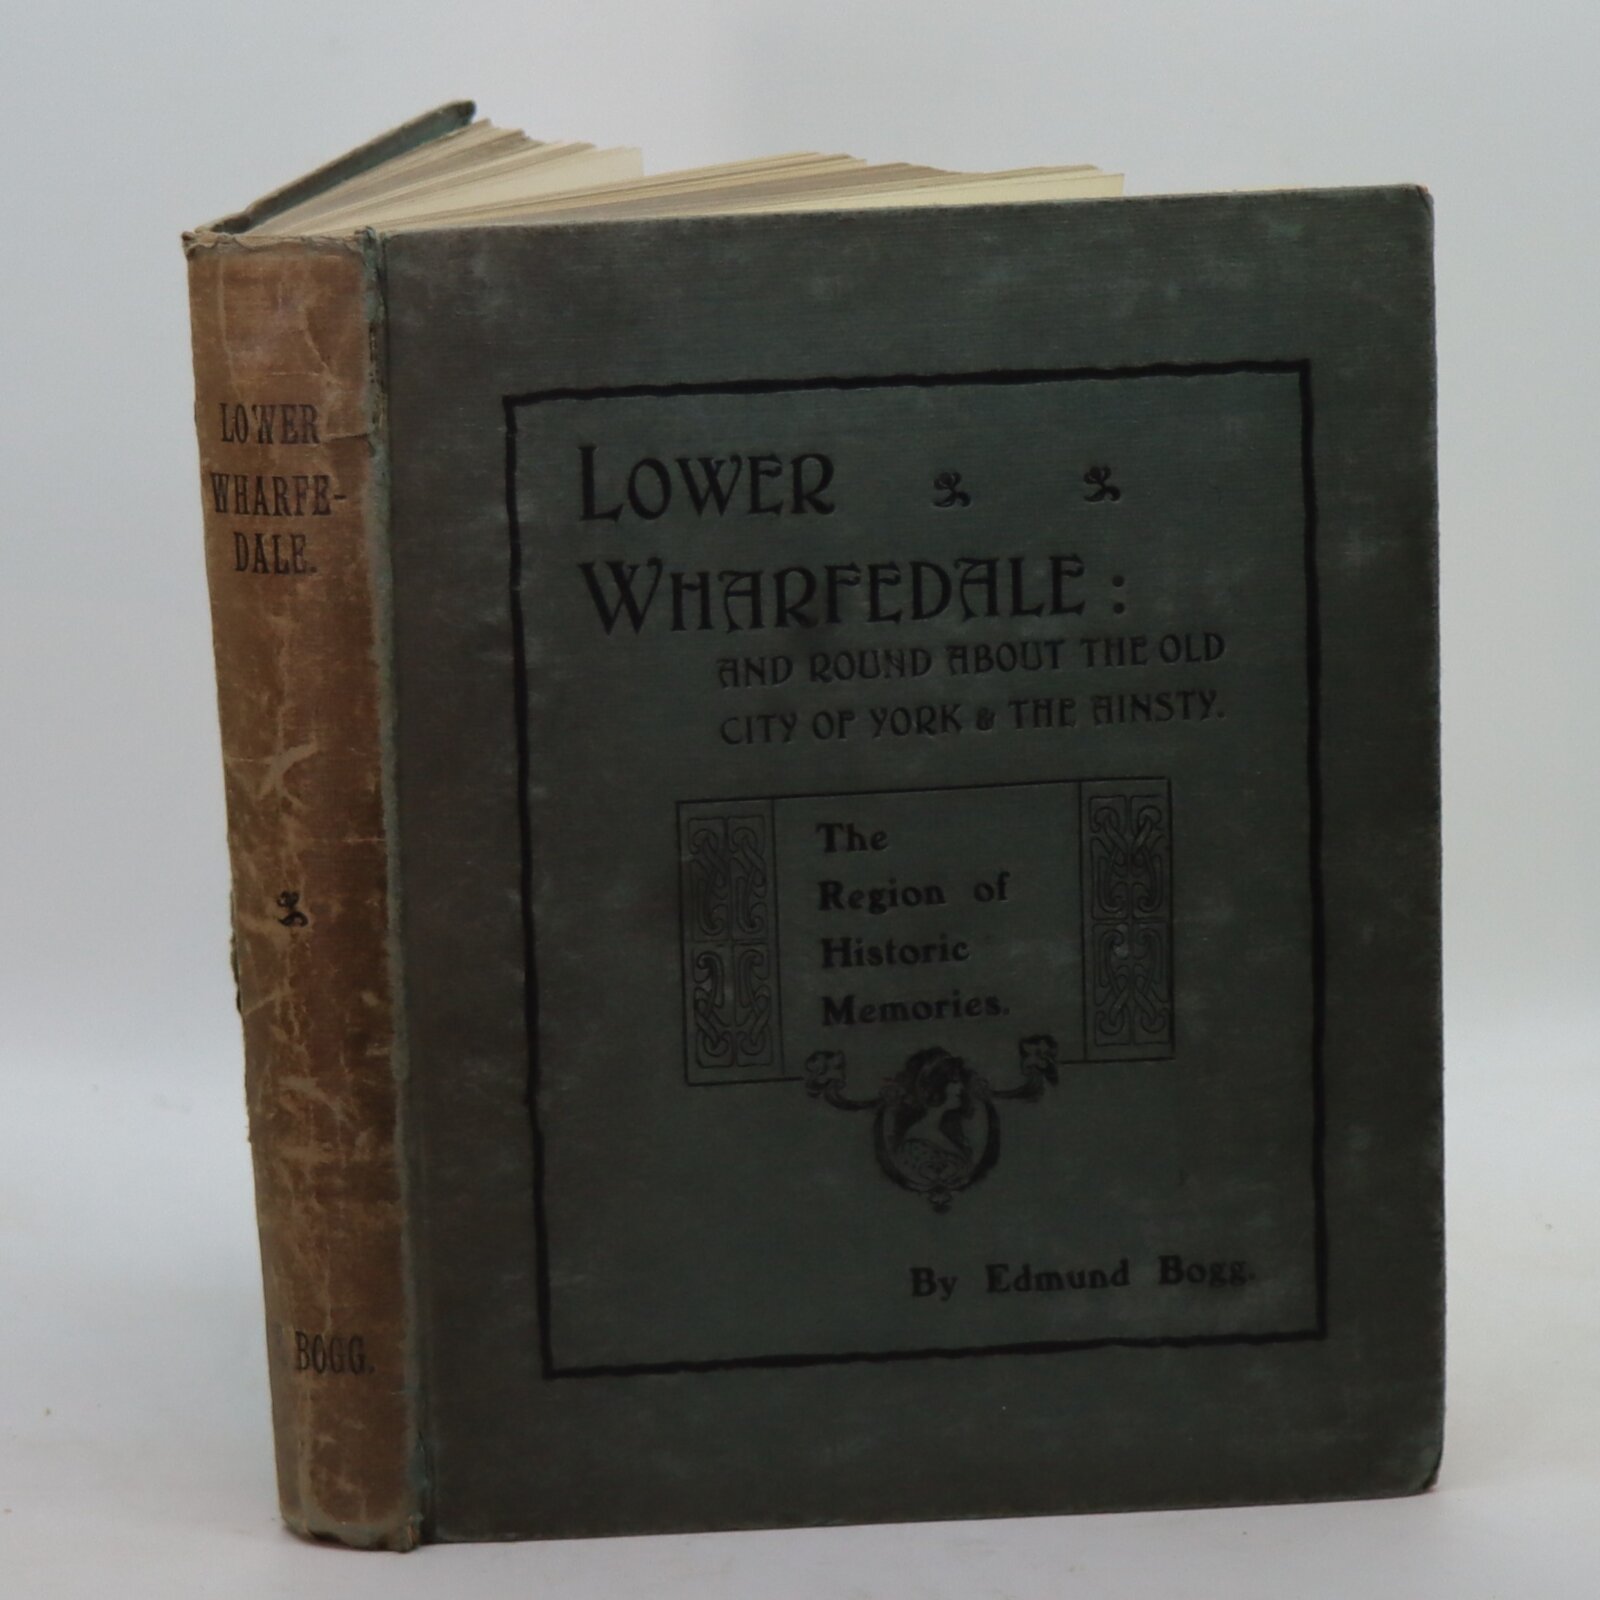 LOWER
WHARFE-
DALE.
BOGG.
LOWER
WHARFEDALE:
AND ROUND ABOUT THE OLD
CITY OF YORK & THE AINSTY.
The
Region of
Historic
Memories.
By Edmund Bogg.